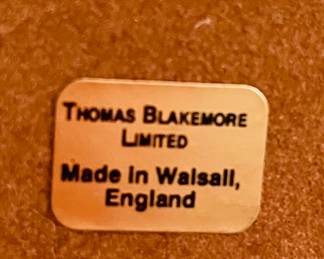 THOMAS BLAKEMORE
LIMITED
Made in Walsall,
England